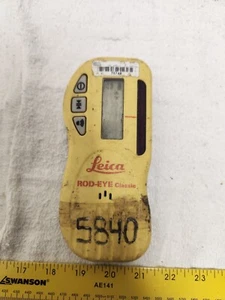 Leica
ROD-EYE Classic
5840
17 18 19 20 21 22 23
SWANSON
AE141